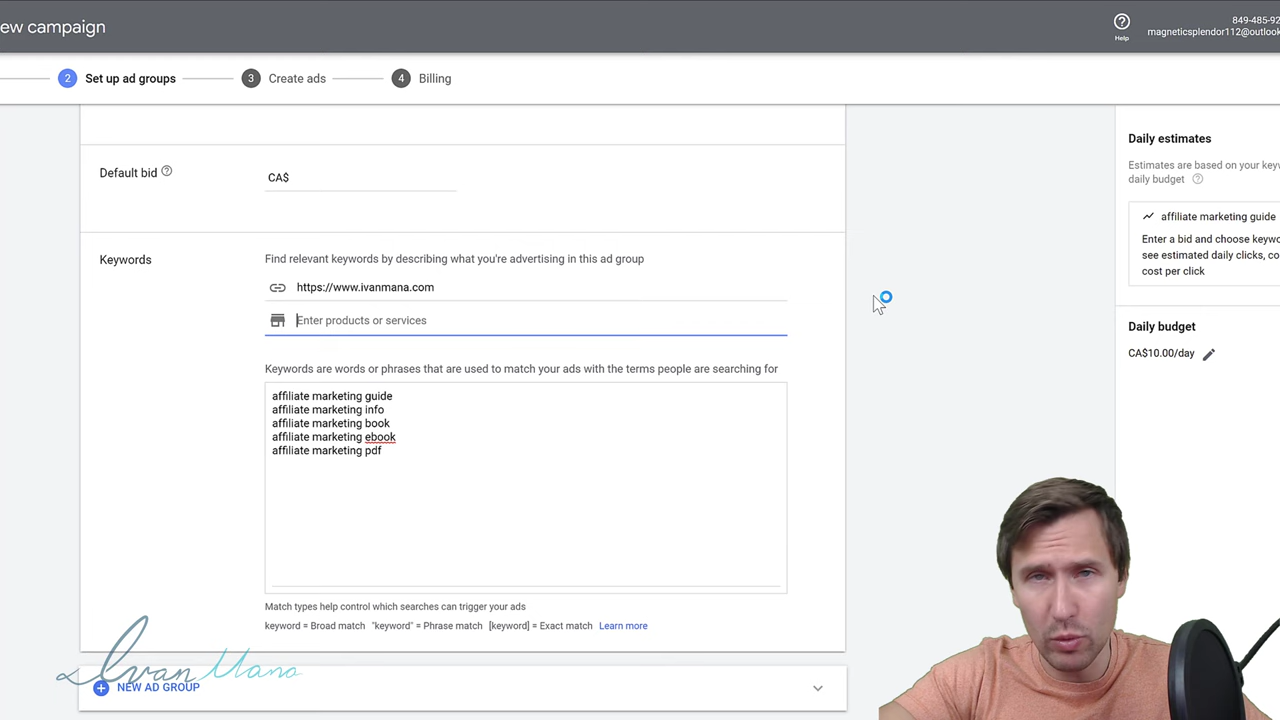 ew campaign
Help
849-485-92
magneticsplendor112@outlook
2 Set up ad groups 3 Create ads 4 Billing
Default bid
CA$
Keywords
Find relevant keywords by describing what you're advertising in this ad group
https://www.ivanmana.com
Enter products or services
Keywords are words or phrases that are used to match your ads with the terms people are searching for
affiliate marketing guide
affiliate marketing info
affiliate marketing book
affiliate marketing ebook
affiliate marketing pdf
Match types help control which searches can trigger your ads
keyword = Broad match "keyword" = Phrase match [keyword] = Exact match Learn more
NEW AD GROUP
Ivan Mana
Daily estimates
Estimates are based on your keyw
daily budget
affiliate marketing guide
Enter a bid and choose keywo
see estimated daily clicks, co
cost per click
Daily budget
CA$10.00/day